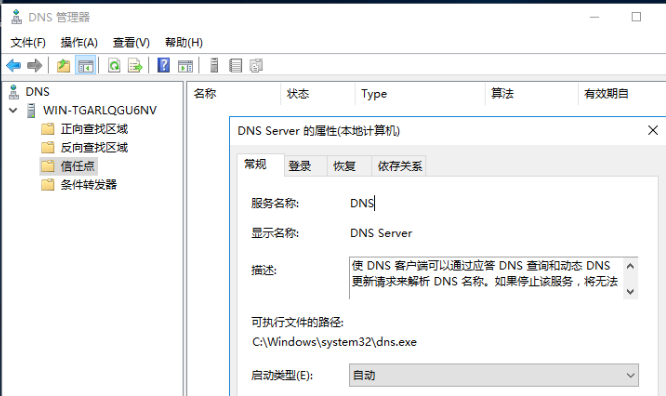 DNS 管理器
文件(F) 操作(A) 查看(V) 帮助(H)
DNS
WIN-TGARLQGU6NV
正向查找区域
反向查找区域
信任点
条件转发器
名称 状态 Type 算法 有效期自
DNS Server 的属性(本地计算机)
常规 登录 恢复 依存关系
服务名称: DNS
显示名称: DNS Server
描述: 使 DNS 客户端可以通过应答 DNS 查询和动态 DNS
更新请求来解析 DNS 名称。如果停止该服务，将无法
可执行文件的路径:
C:\Windows\system32\dns.exe
启动类型(E): 自动